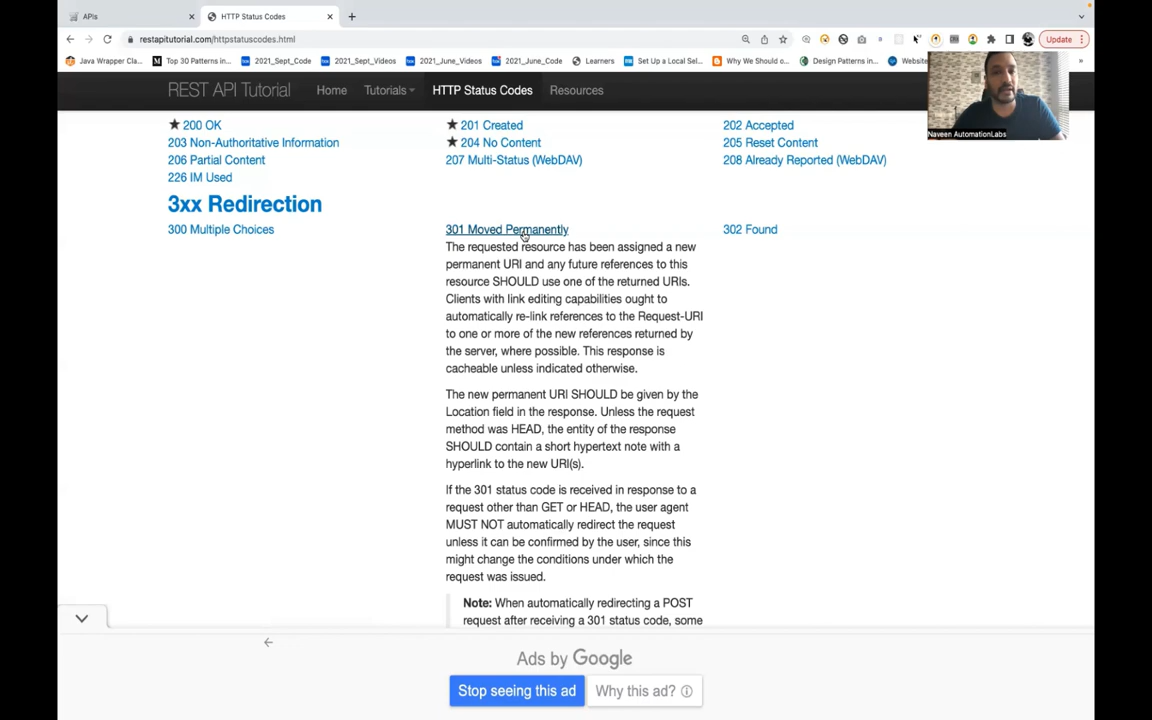 APIs
HTTP Status Codes
restapitutorial.com/httpstatuscodes.html
Update
Java Wrapper Cla...
Top 30 Patterns in...
2021_Sept_Code
2021_Sept_Videos
2021_June_Videos
2021_June_Code
Learners
Set Up a Local Sel...
Why We Should o...
Design Patterns in...
Website
REST API Tutorial
Home
Tutorials
HTTP Status Codes
Resources
Naveen AutomationLabs
★ 200 OK
★ 201 Created
202 Accepted
203 Non-Authoritative Information
★ 204 No Content
205 Reset Content
206 Partial Content
207 Multi-Status (WebDAV)
208 Already Reported (WebDAV)
226 IM Used
3xx Redirection
300 Multiple Choices
301 Moved Permanently
302 Found
The requested resource has been assigned a new
permanent URI and any future references to this
resource SHOULD use one of the returned URIs.
Clients with link editing capabilities ought to
automatically re-link references to the Request-URI
to one or more of the new references returned by
the server, where possible. This response is
cacheable unless indicated otherwise.
The new permanent URI SHOULD be given by the
Location field in the response. Unless the request
method was HEAD, the entity of the response
SHOULD contain a short hypertext note with a
hyperlink to the new URI(s).
If the 301 status code is received in response to a
request other than GET or HEAD, the user agent
MUST NOT automatically redirect the request
unless it can be confirmed by the user, since this
might change the conditions under which the
request was issued.
Note: When automatically redirecting a POST
request after receiving a 301 status code, some
Ads by Google
Stop seeing this ad
Why this ad?